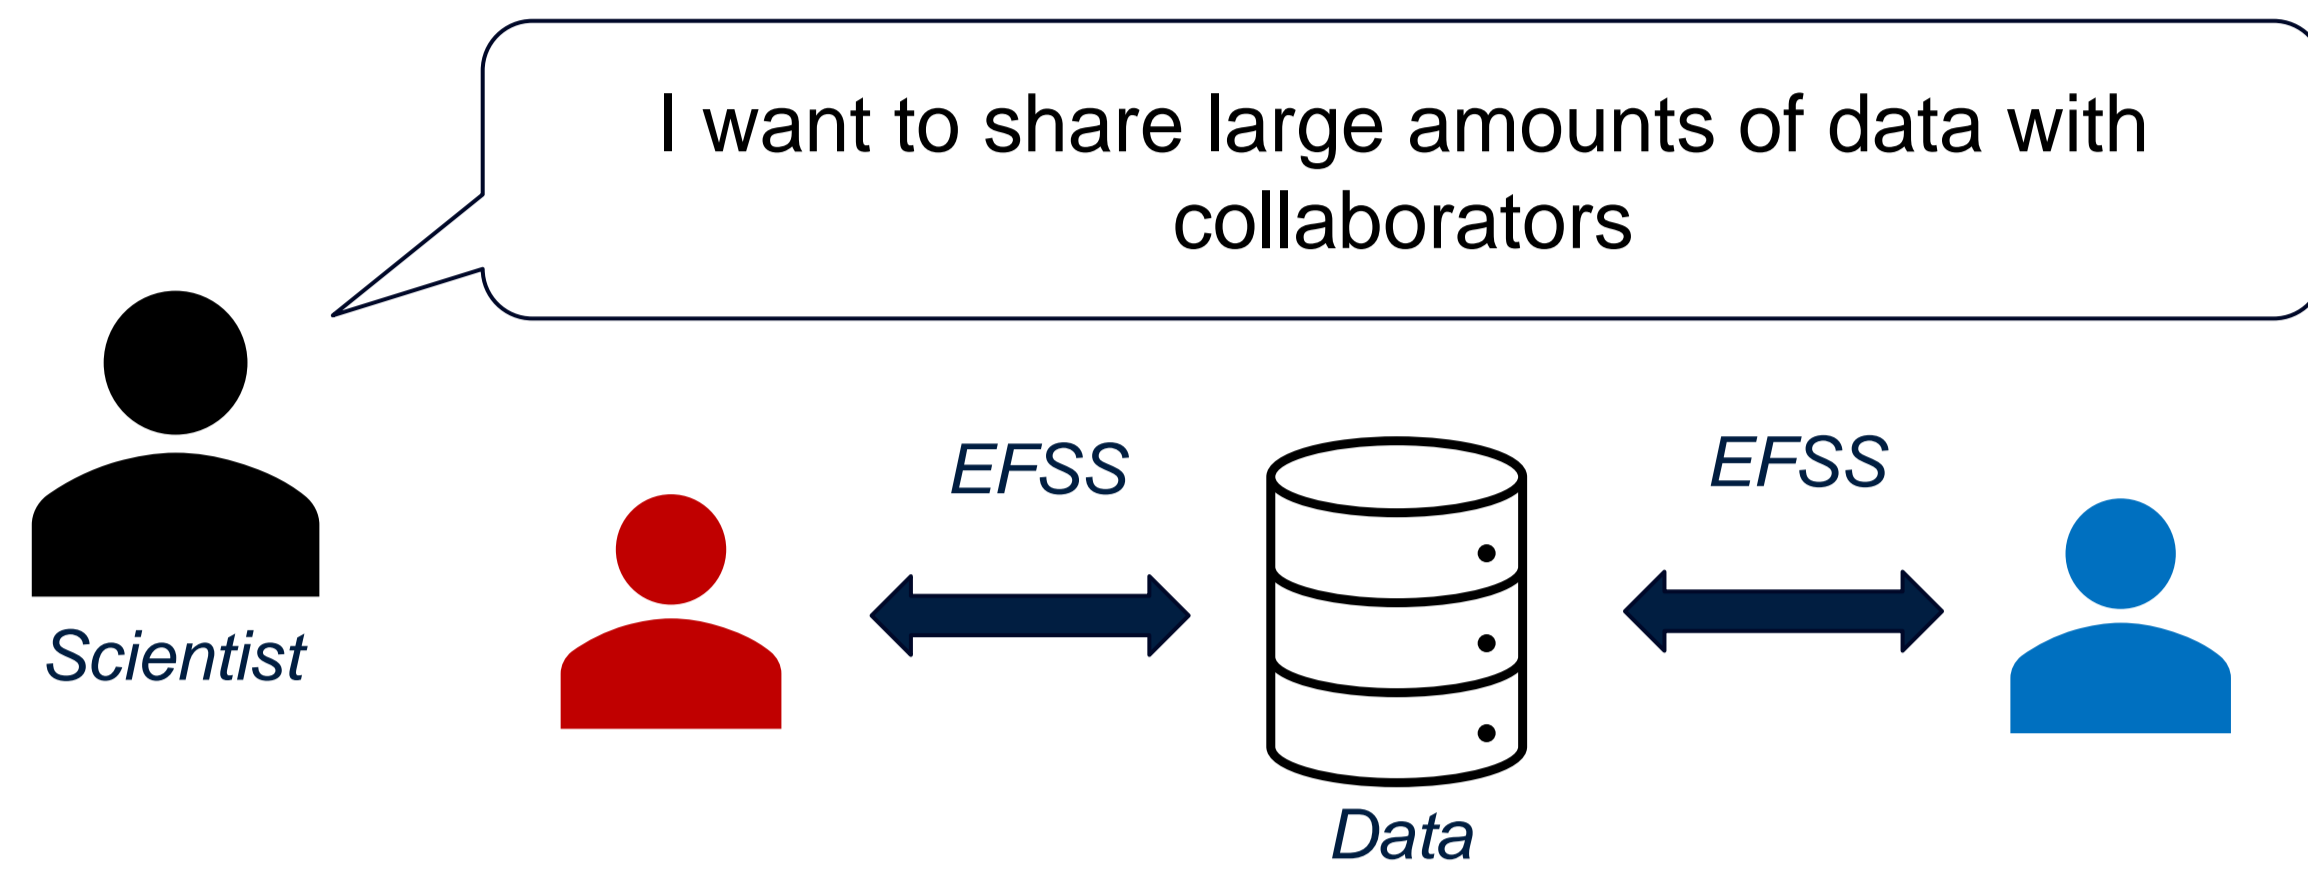 I want to share large amounts of data with
collaborators
EFSS
EFSS
Scientist
Data